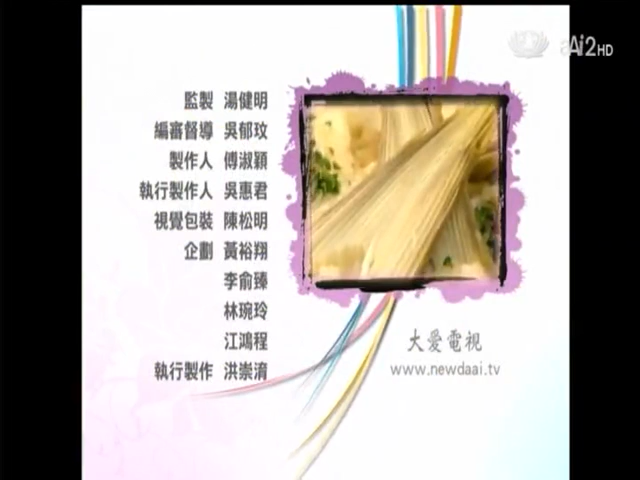 aAi2HD
監製 湯健明
編審督導 吳郁玟
製作人 傅淑穎
執行製作人 吳惠君
視覺包裝 陳松明
企劃 黃裕翔
李俞臻
林琬玲
江鴻程
執行製作 洪崇淯
大愛電視
www.newdaai.tv